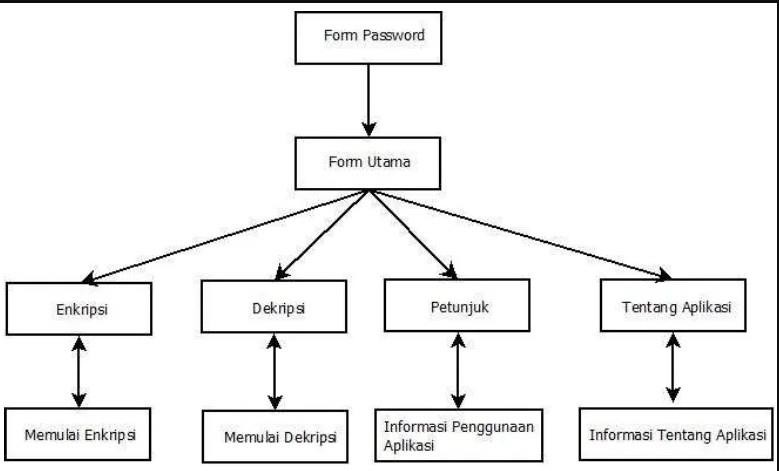 Form Password
Form Utama
Enkripsi
Dekripsi
Petunjuk
Tentang Aplikasi
Memulai Enkripsi
Memulai Dekripsi
Informasi Penggunaan
Aplikasi
Informasi Tentang Aplikasi